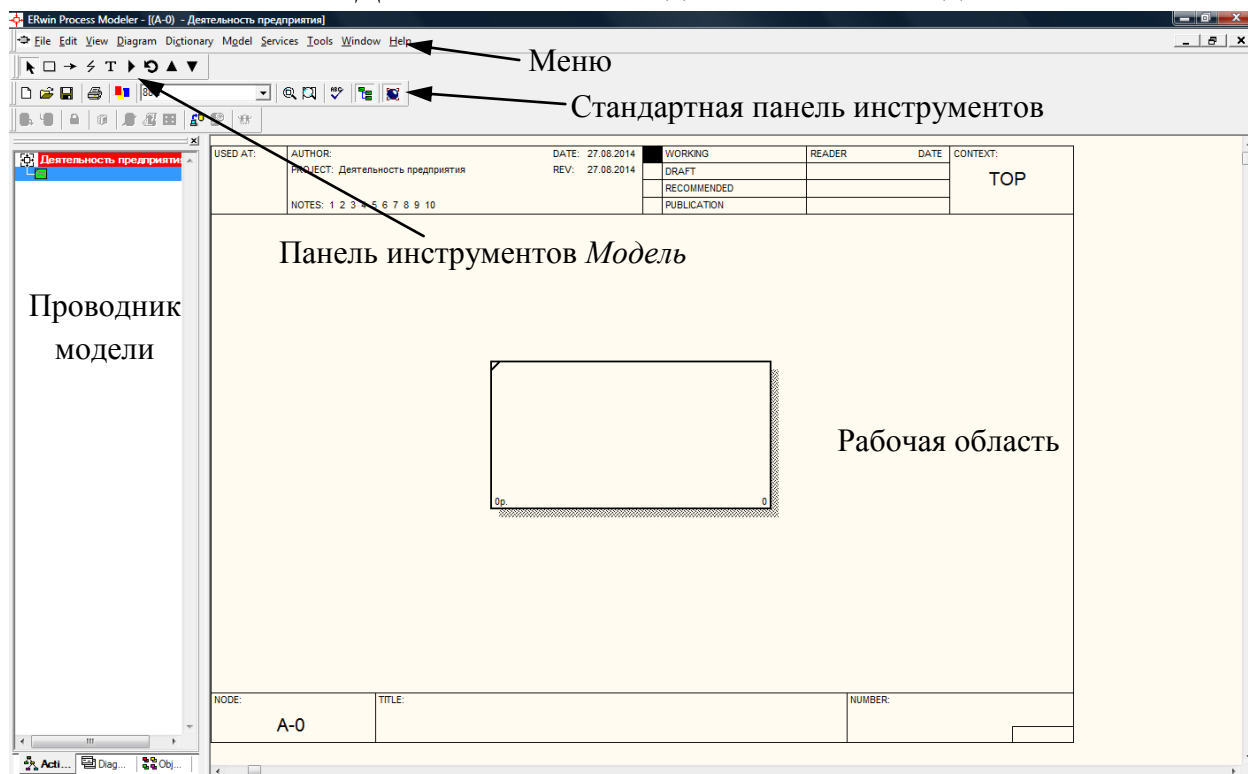 ERwin Process Modeler - [(A-0) - Деятельность предприятия]
File Edit View Diagram Dictionary Model Services Tools Window Help
Меню
Стандартная панель инструментов
Деятельность предприяти
USED AT: AUTHOR: DATE: 27.08.2014 WORKING READER DATE CONTEXT:
PROJECT: Деятельность предприятия REV: 27.08.2014 DRAFT
TOP
RECOMMENDED
NOTES: 1 2 3 4 5 6 7 8 9 10 PUBLICATION
Панель инструментов Модель
Проводник
модели
Рабочая область
0р. 0
NODE: TITLE: NUMBER:
A-0
Acti... Diag... Obj...